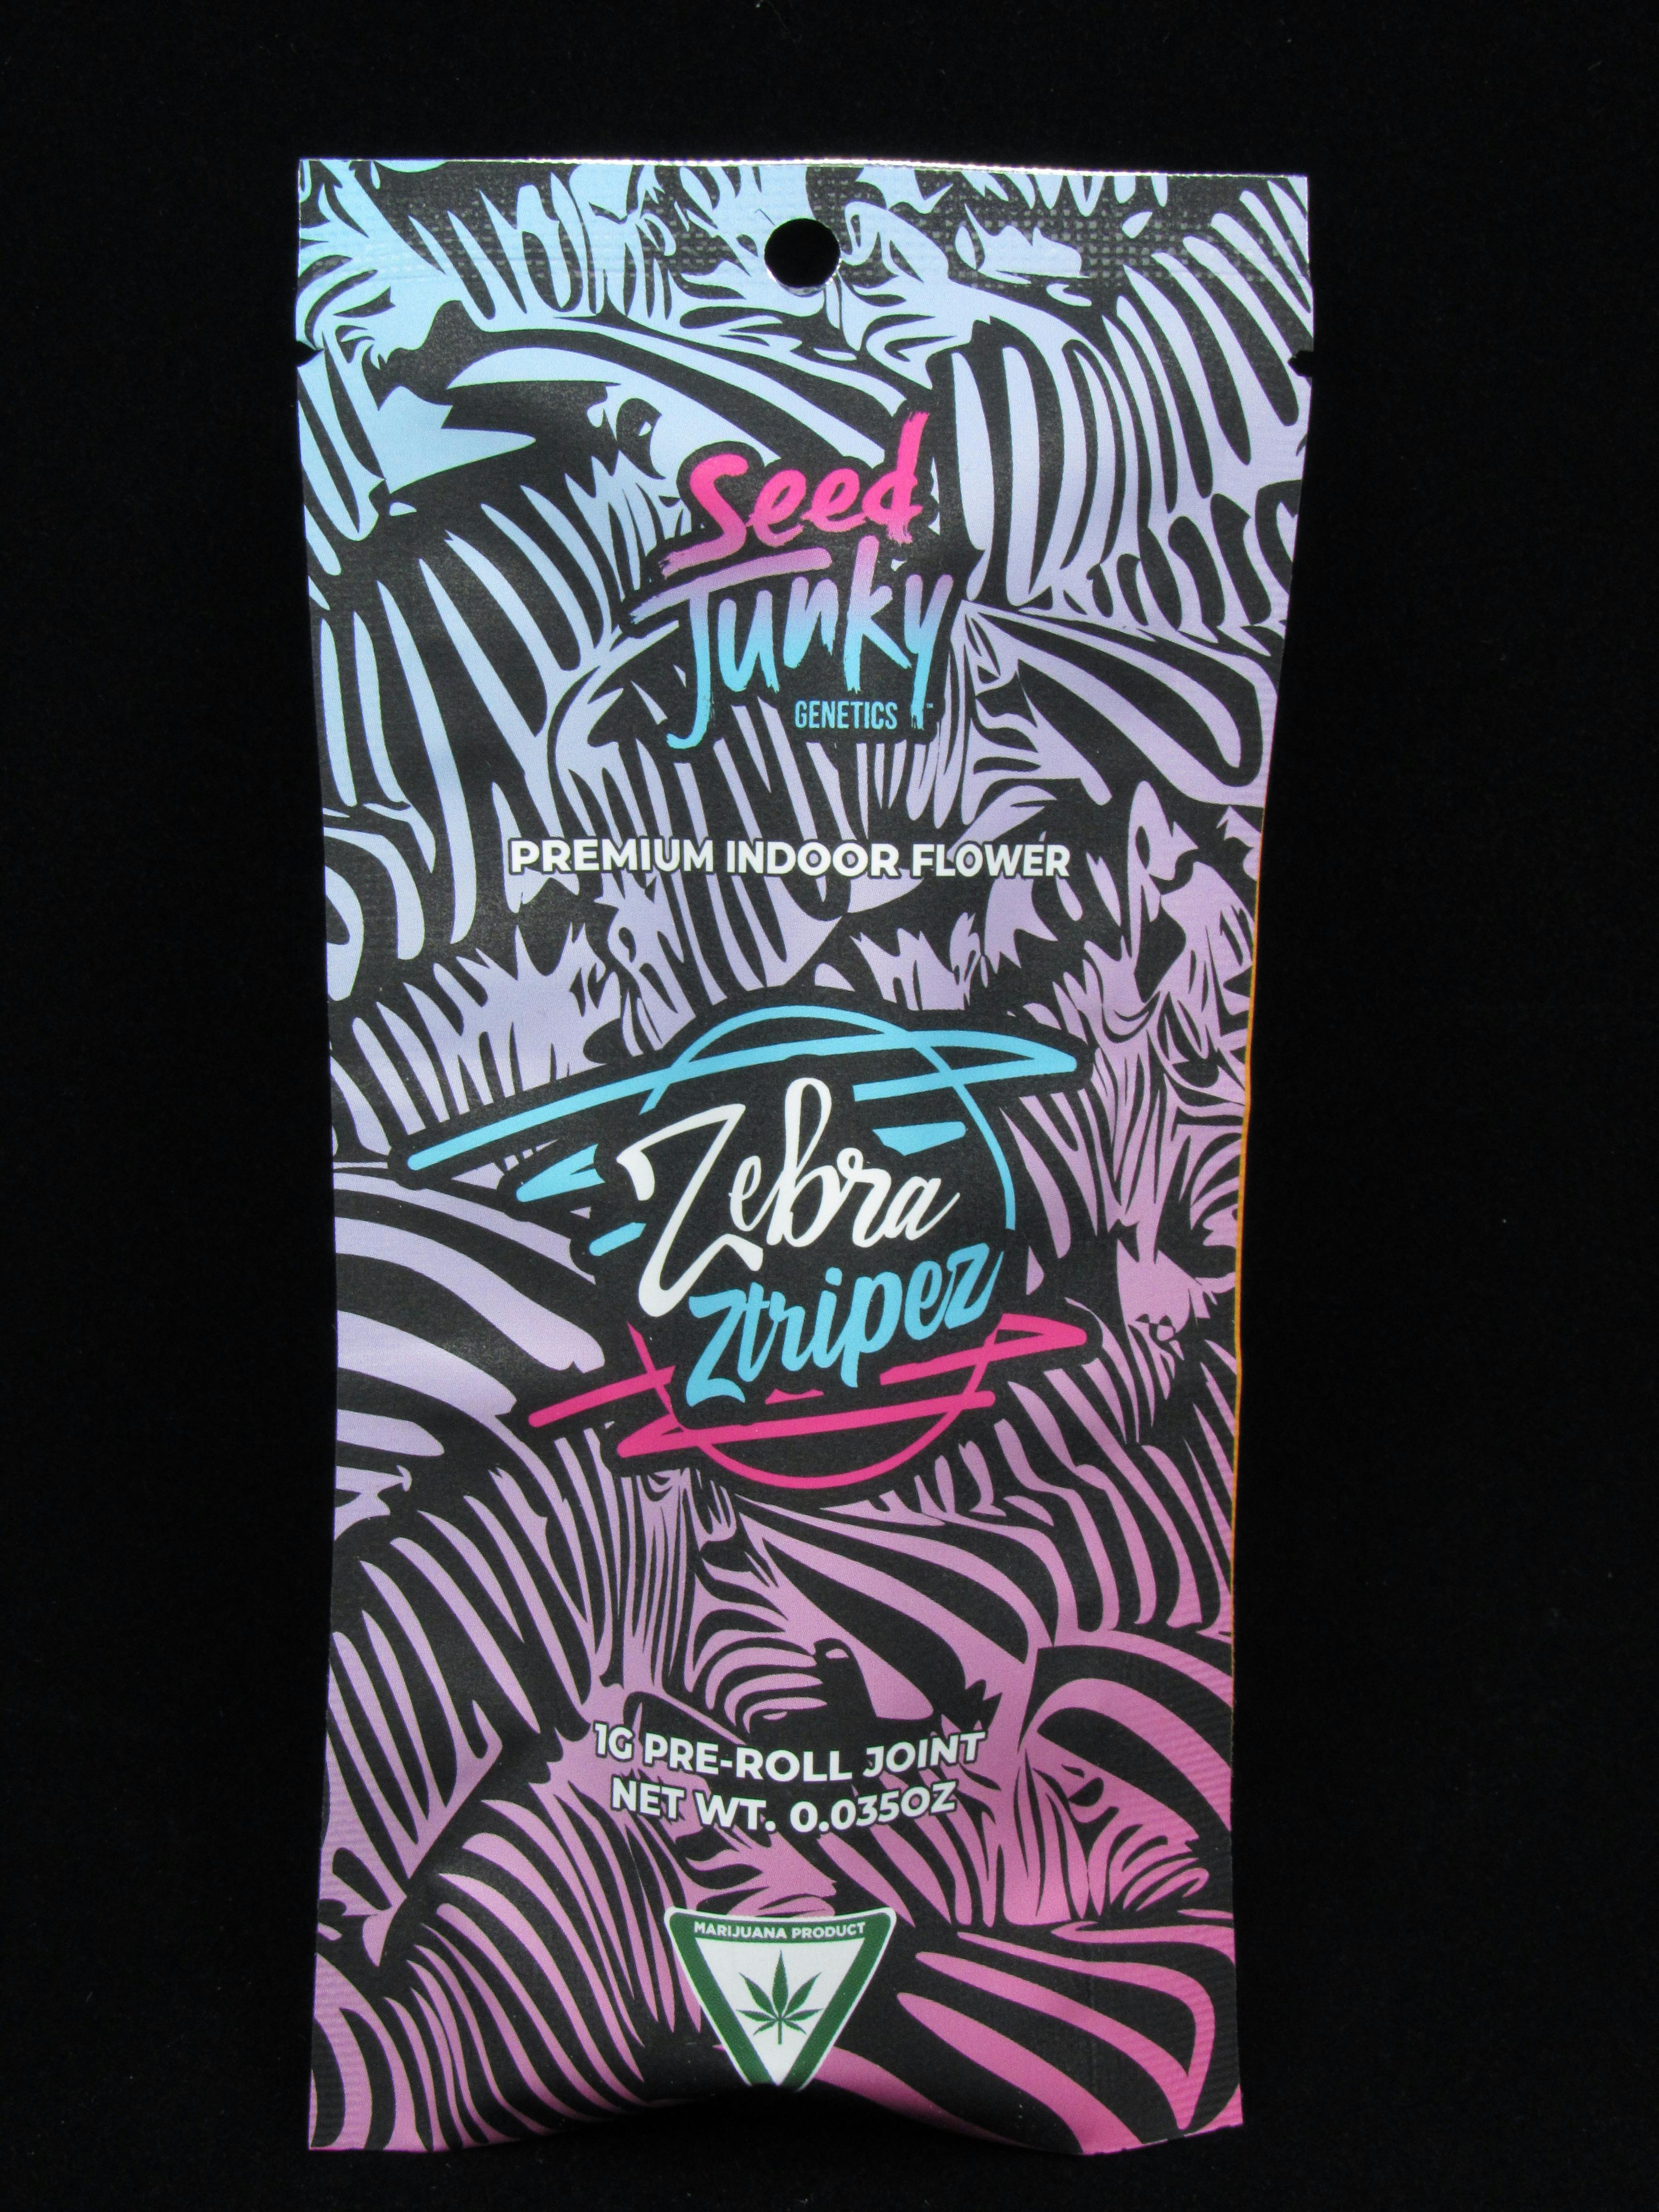 Seed
Junky
GENETICS
PREMIUM INDOOR FLOWER
Zebra
Ztripez
1G PRE-ROLL JOINT
NET WT. 0.035OZ
MARIJUANA PRODUCT